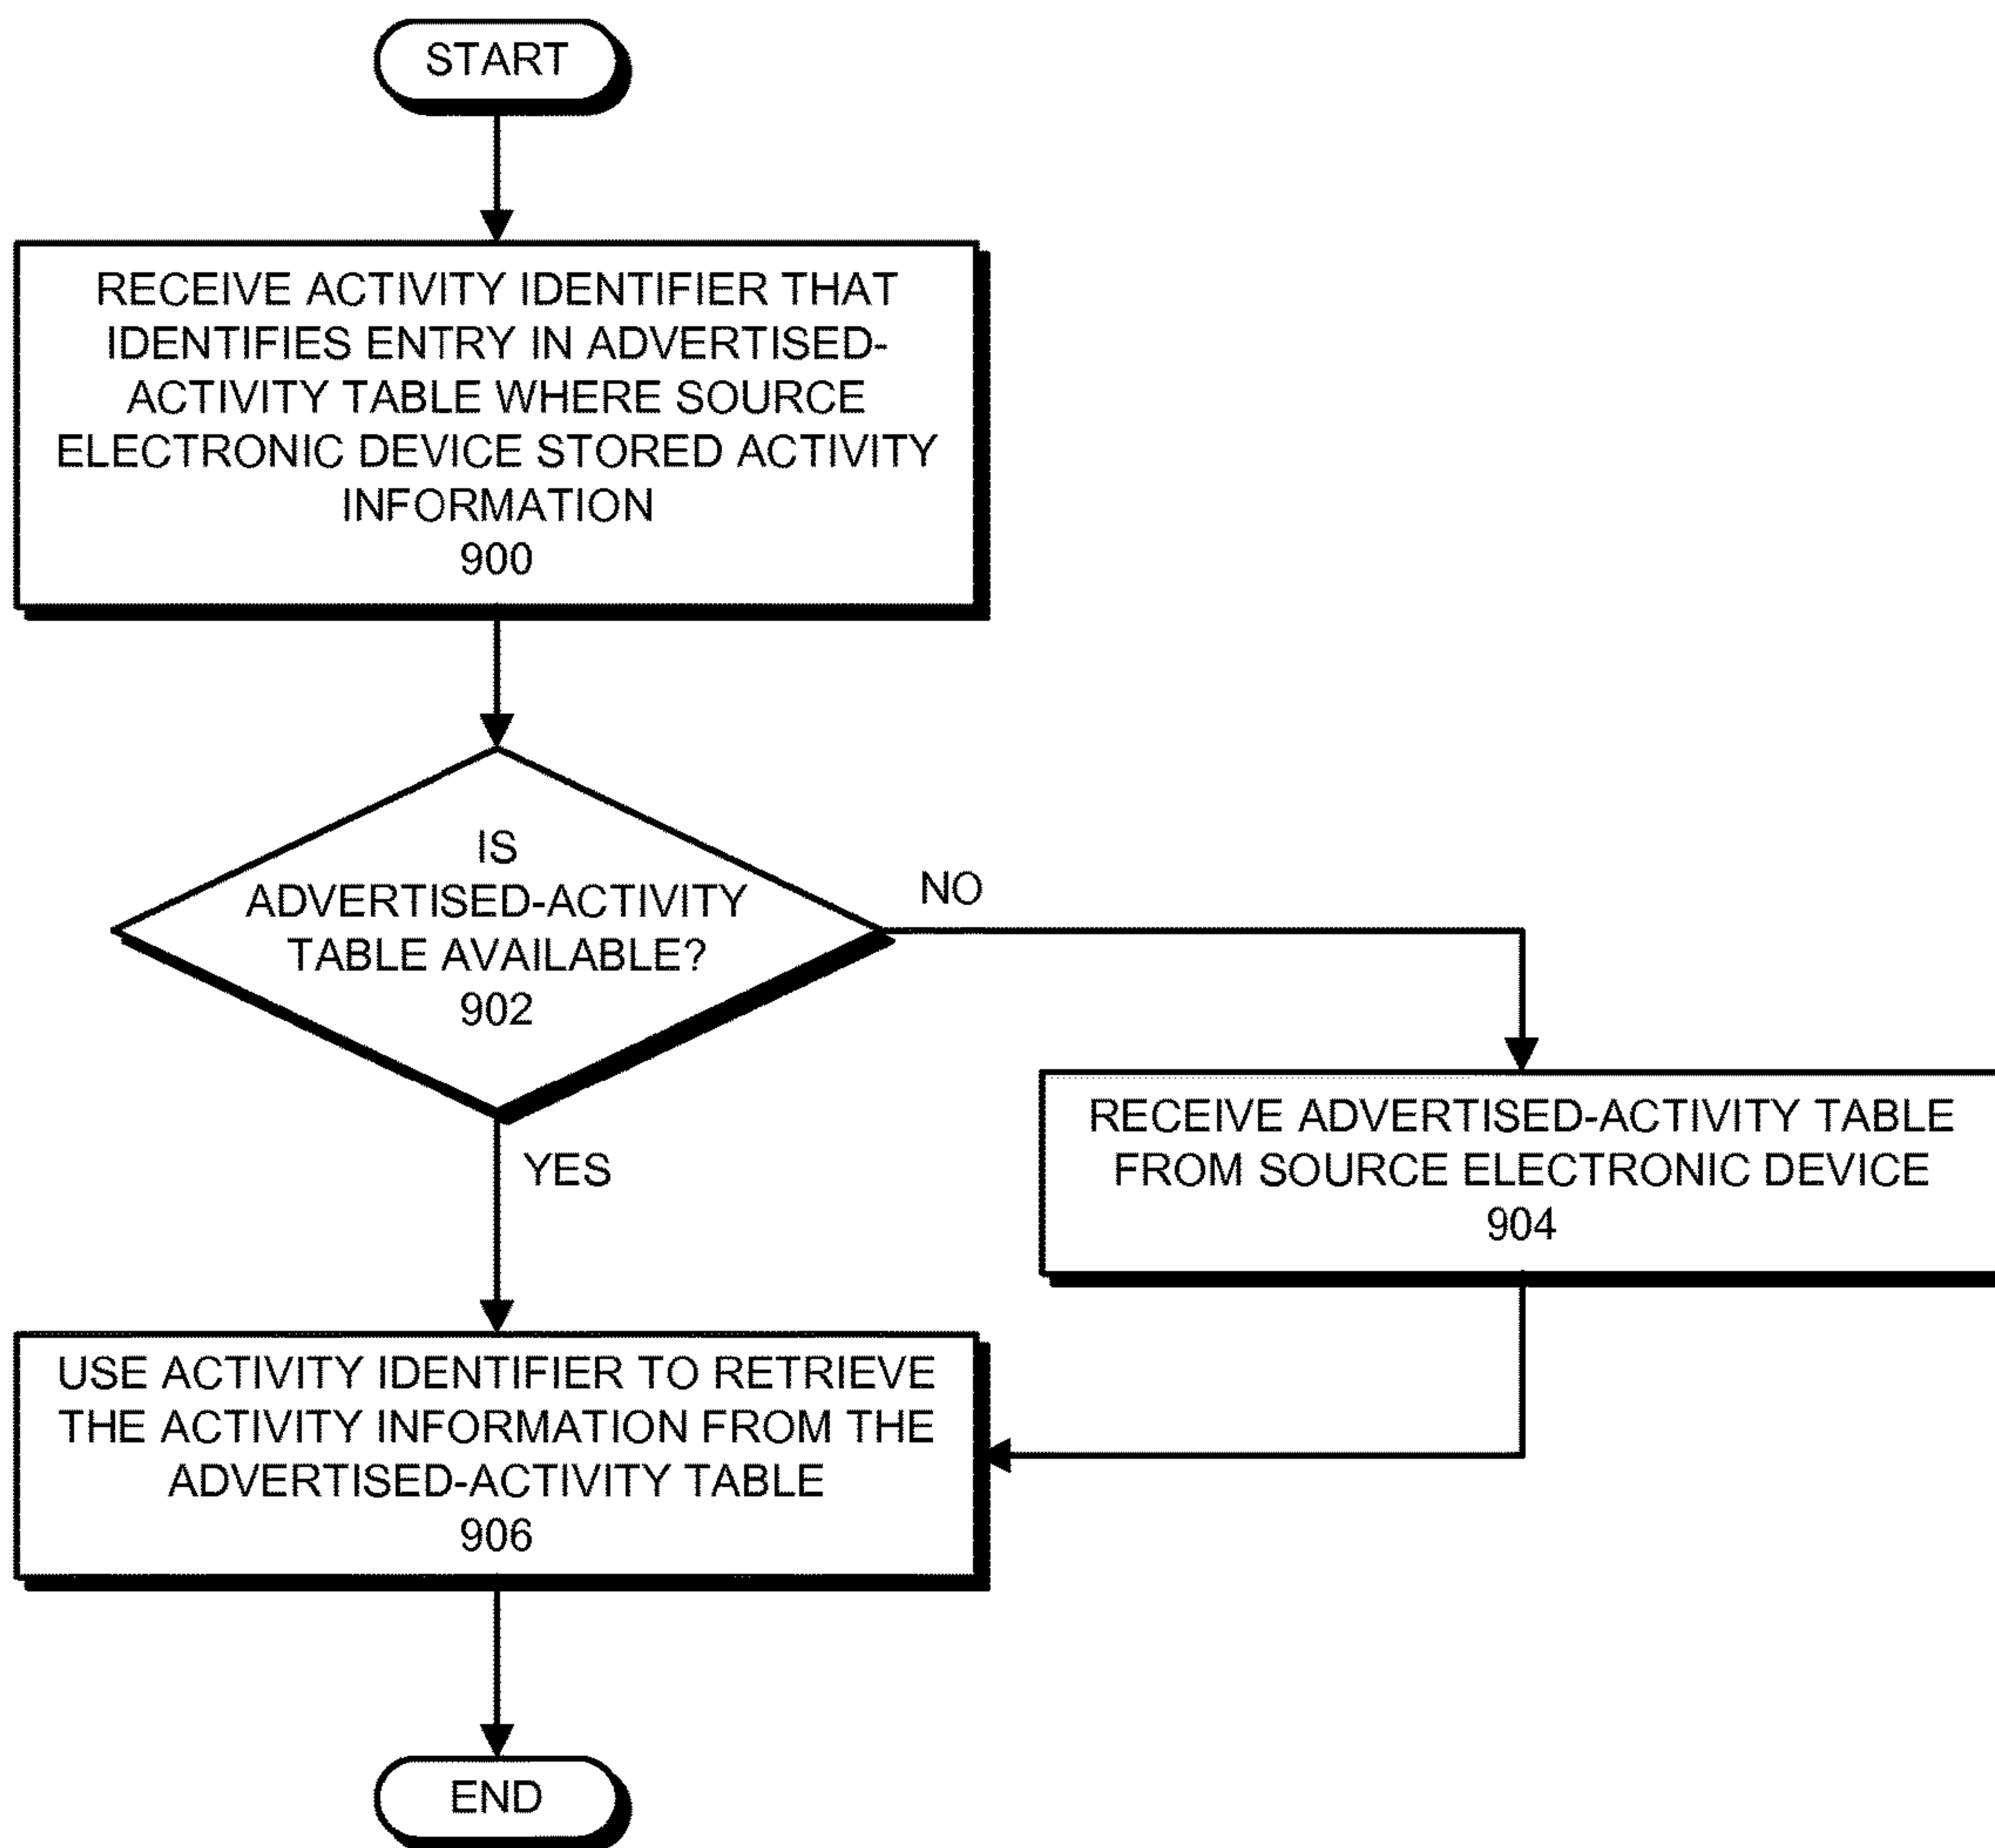 START
RECEIVE ACTIVITY IDENTIFIER THAT
IDENTIFIES ENTRY IN ADVERTISED-
ACTIVITY TABLE WHERE SOURCE
ELECTRONIC DEVICE STORED ACTIVITY
INFORMATION
900
IS
ADVERTISED-ACTIVITY
TABLE AVAILABLE?
902
NO
YES
RECEIVE ADVERTISED-ACTIVITY TABLE
FROM SOURCE ELECTRONIC DEVICE
904
USE ACTIVITY IDENTIFIER TO RETRIEVE
THE ACTIVITY INFORMATION FROM THE
ADVERTISED-ACTIVITY TABLE
906
END